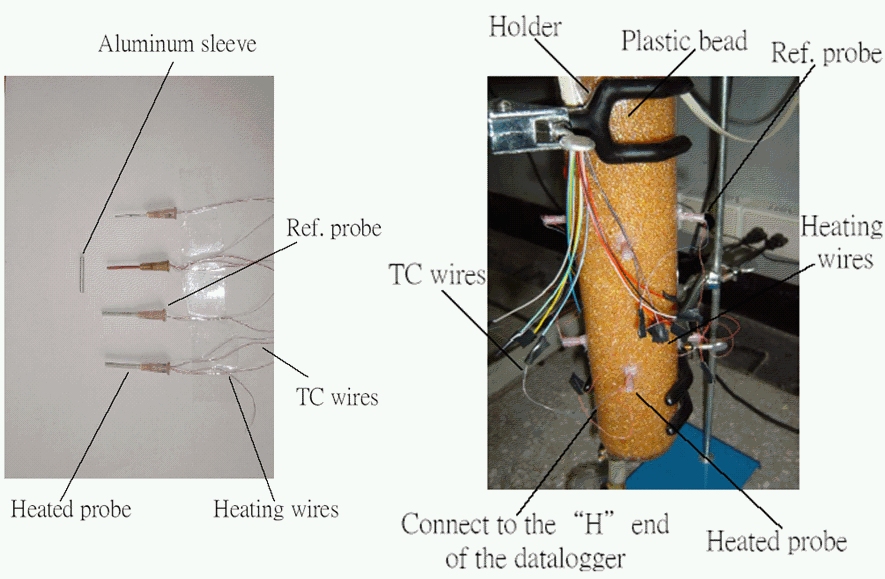 Aluminum sleeve
Ref. probe
TC wires
Heated probe
Heating wires
Holder
Plastic bead
Ref. probe
Heating
wires
TC wires
Connect to the “H” end
of the datalogger
Heated probe